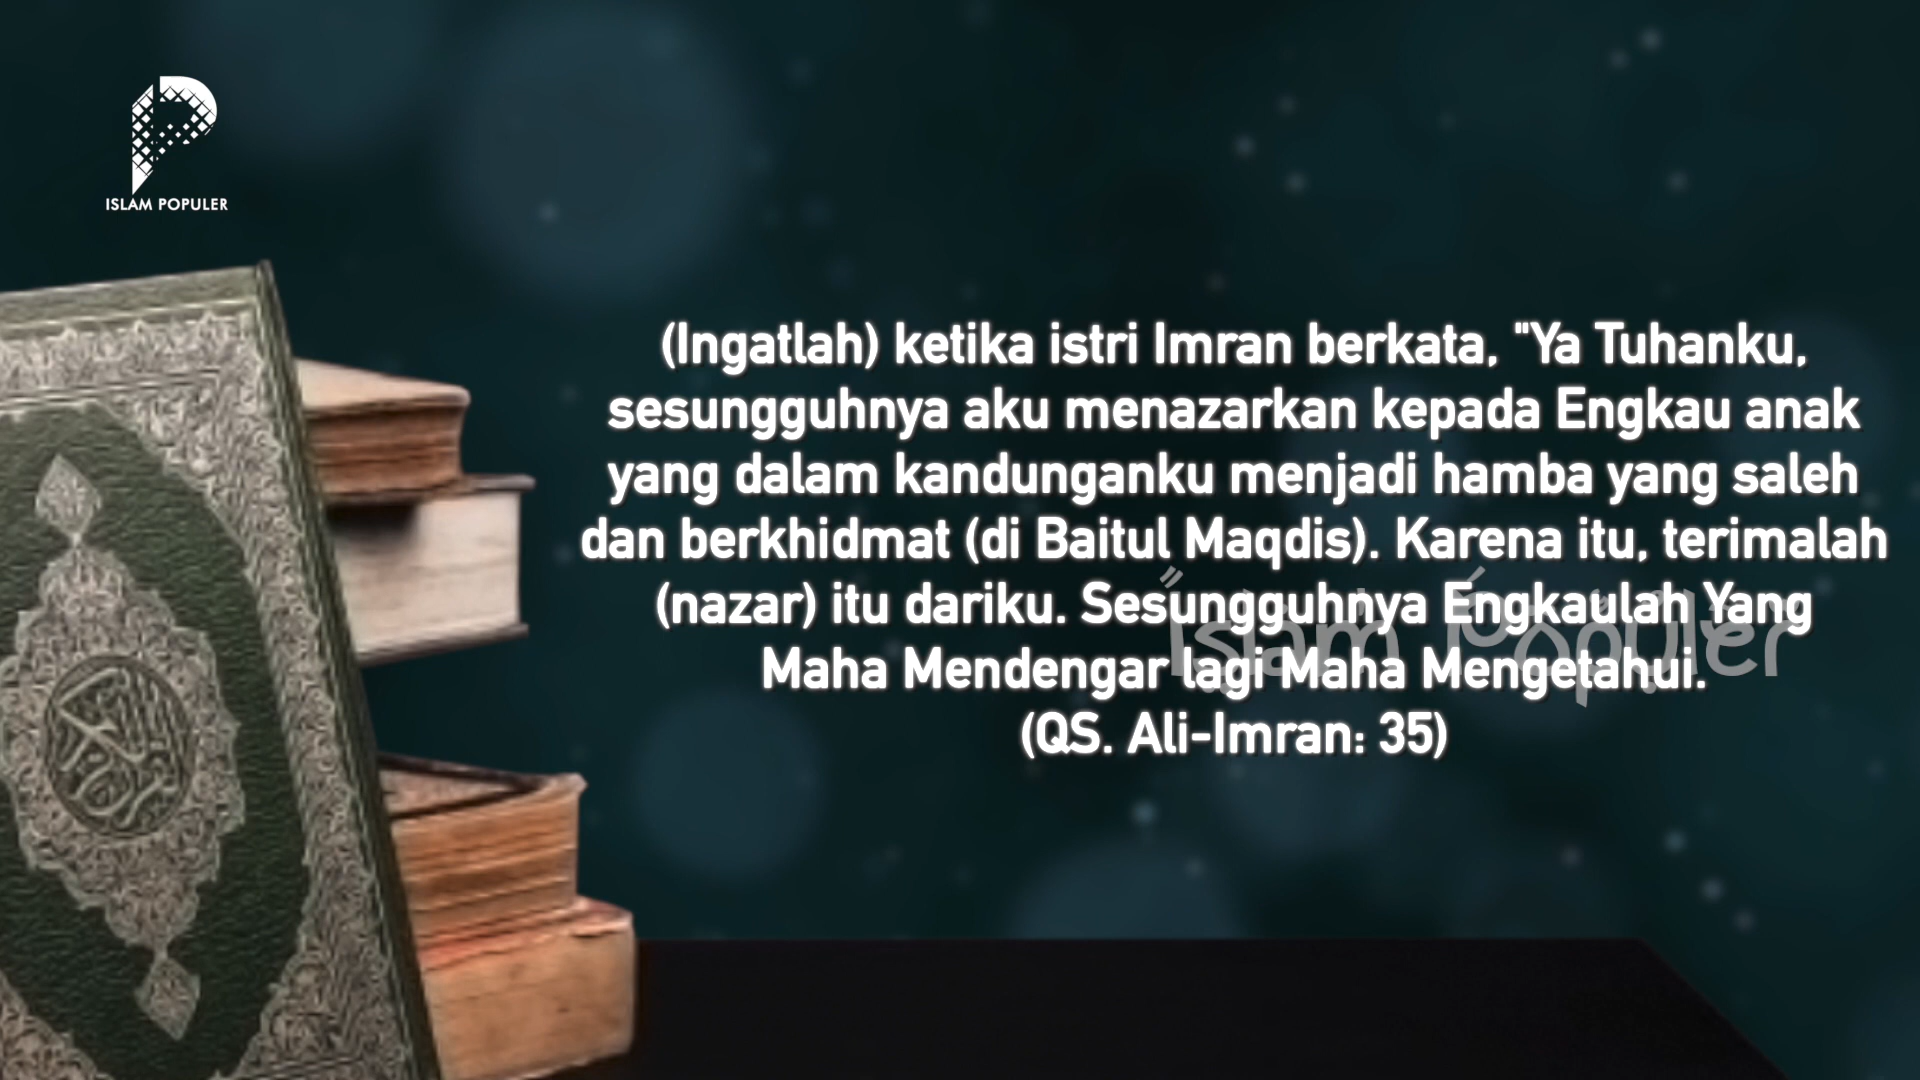 ISLAM POPULER
(Ingatlah) ketika istri Imran berkata, "Ya Tuhanku,
sesungguhnya aku menazarkan kepada Engkau anak
yang dalam kandunganku menjadi hamba yang saleh
dan berkhidmat (di Baitul Maqdis). Karena itu, terimalah
(nazar) itu dariku. Sesungguhnya Engkaulah Yang
Maha Mendengar lagi Maha Mengetahui.
(QS. Ali-Imran: 35)
Islam Populer